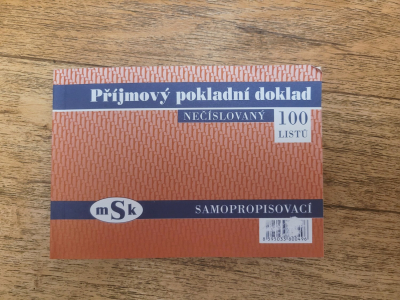 Příjmový pokladní doklad
NEČÍSLOVANÝ
100
LISTŮ
mSk
SAMOPROPISOVACÍ